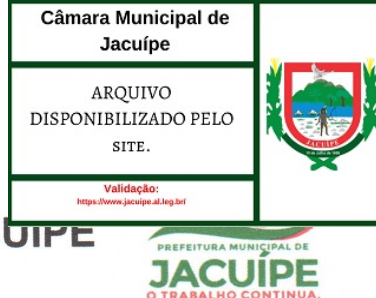 Câmara Municipal de
Jacuípe
ARQUIVO
DISPONIBILIZADO PELO
SITE.
Validação:
https://www.jacuipe.al.leg.br/
JACUÍPE
UIPE
PREFEITURA MUNICIPAL DE
JACUÍPE
O TRABALHO CONTINUA.